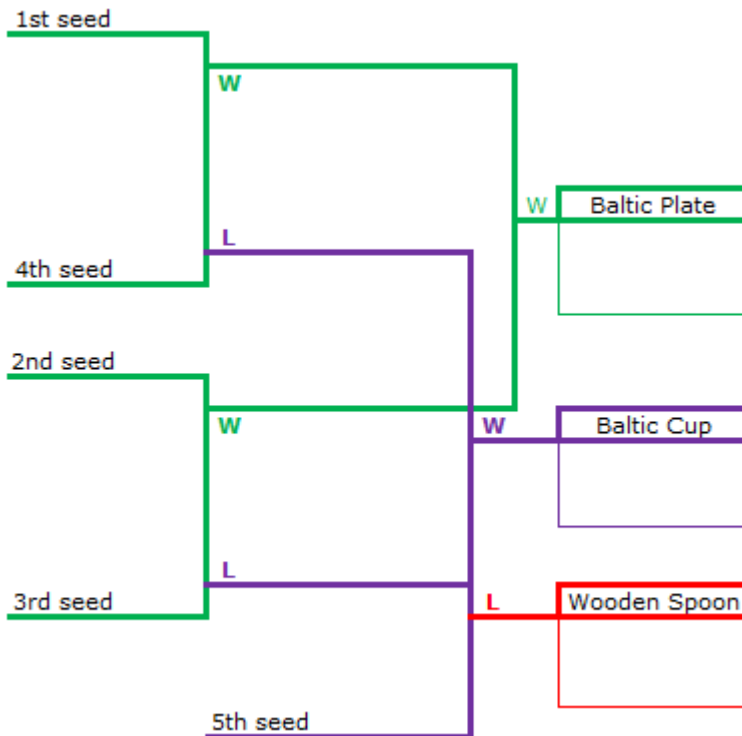 1st seed
W
W Baltic Plate
L
4th seed
2nd seed
W
W Baltic Cup
L
3rd seed
L Wooden Spoon
5th seed